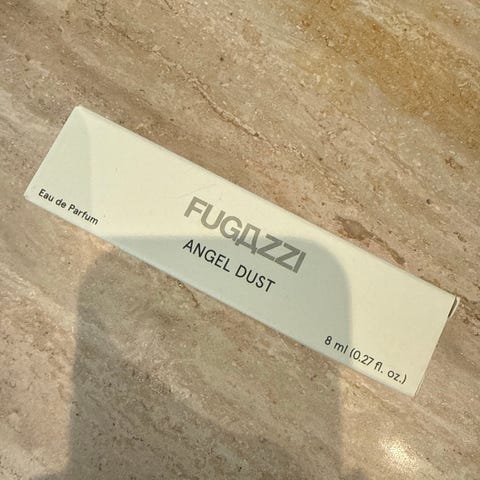 FUGAZZI
ANGEL DUST
Eau de Parfum
8 ml (0.27 fl. oz.)